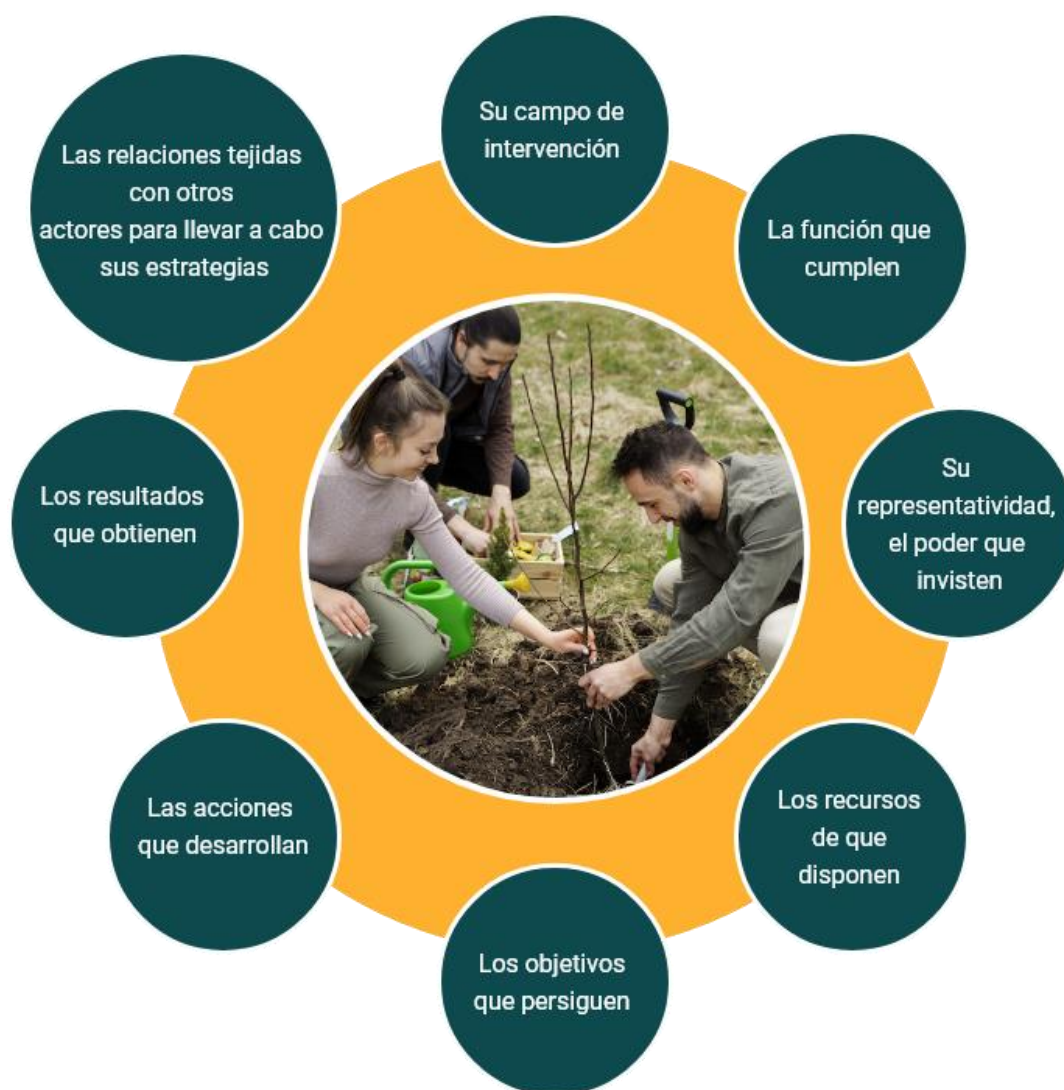 Su campo de
intervención
La función que
cumplen
Su
representatividad,
el poder que
invisten
Los recursos
de que
disponen
Los objetivos
que persiguen
Las acciones
que desarrollan
Los resultados
que obtienen
Las relaciones tejidas
con otros
actores para llevar a cabo
sus estrategias